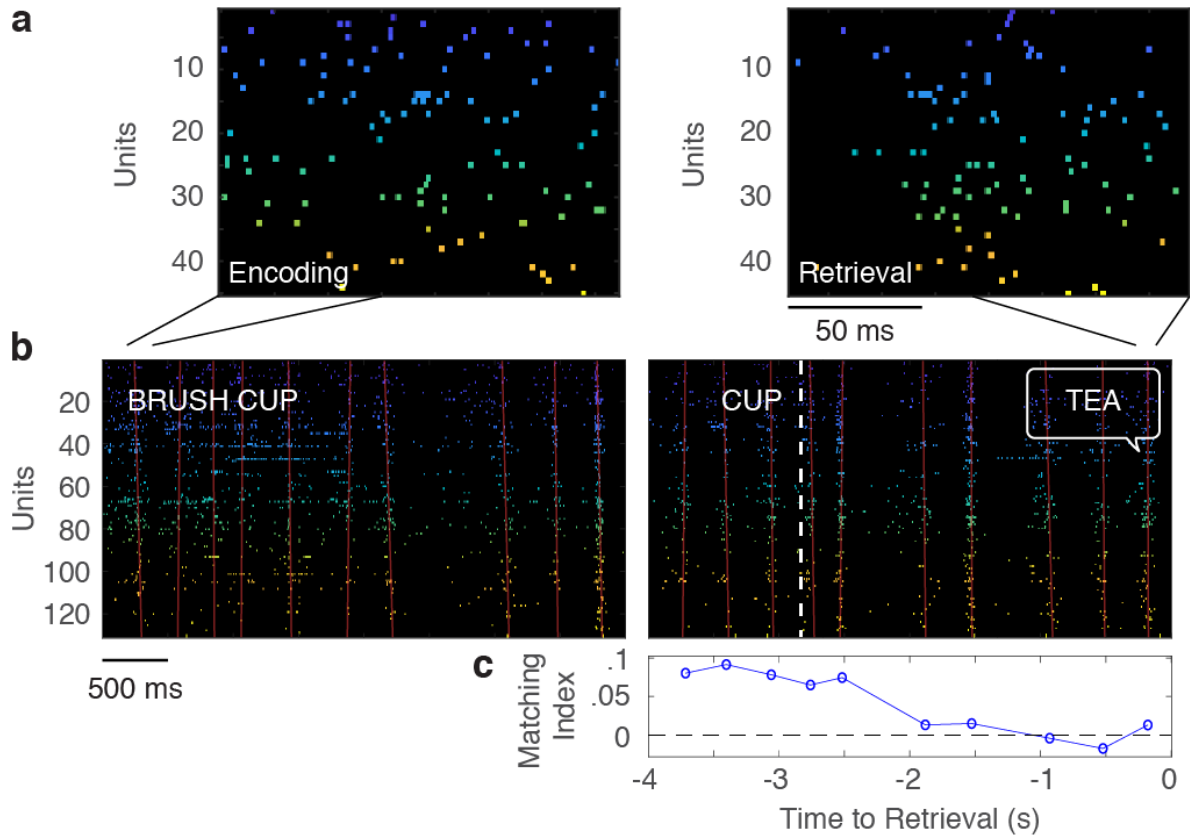 a
Units
10
20
30
40
Encoding
Units
10
20
30
40
Retrieval
50 ms
b
Units
20
40
60
80
100
120
BRUSH CUP
CUP
TEA
500 ms
c
Matching
Index
.1
.05
0
-4
-3
-2
-1
0
Time to Retrieval (s)